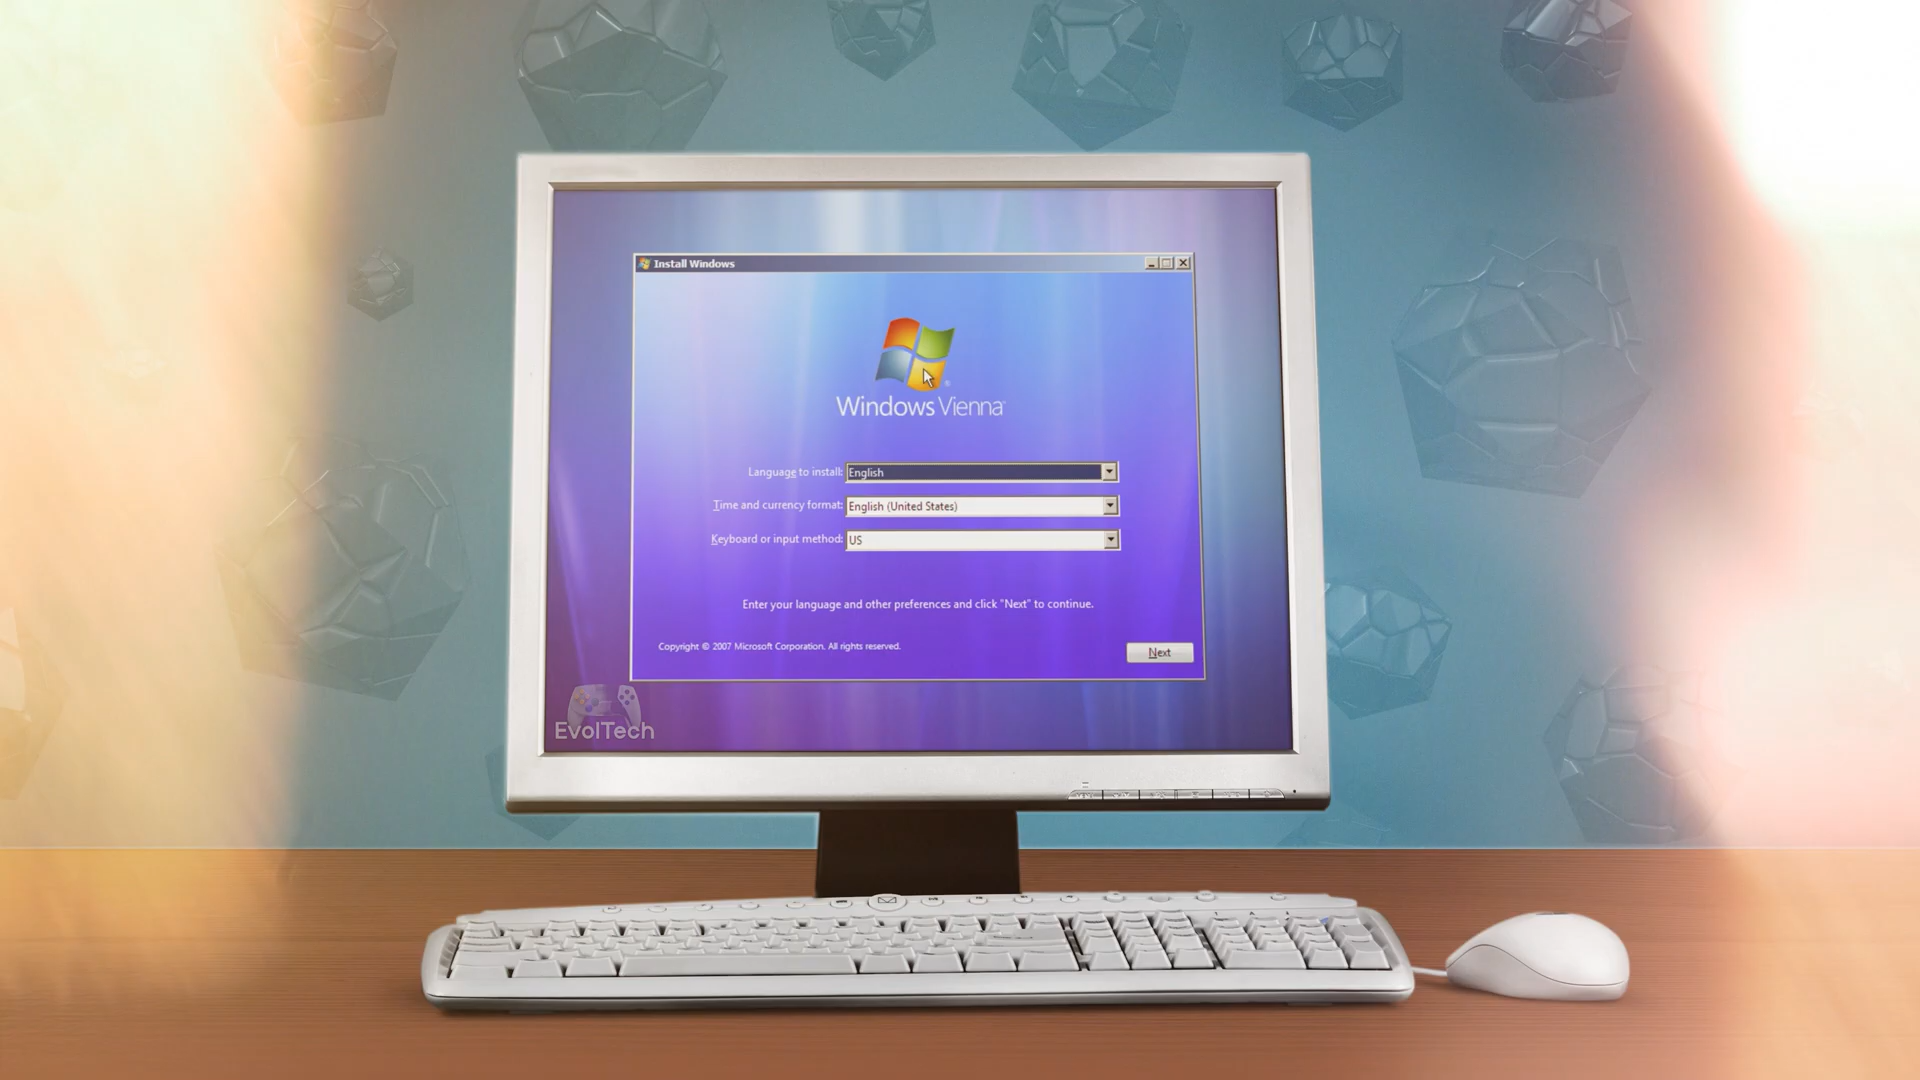 Install Windows
Windows Vienna™
Language to install: English
Time and currency format: English (United States)
Keyboard or input method: US
Enter your language and other preferences and click "Next" to continue.
Copyright © 2007 Microsoft Corporation. All rights reserved.
Next
EvolTech